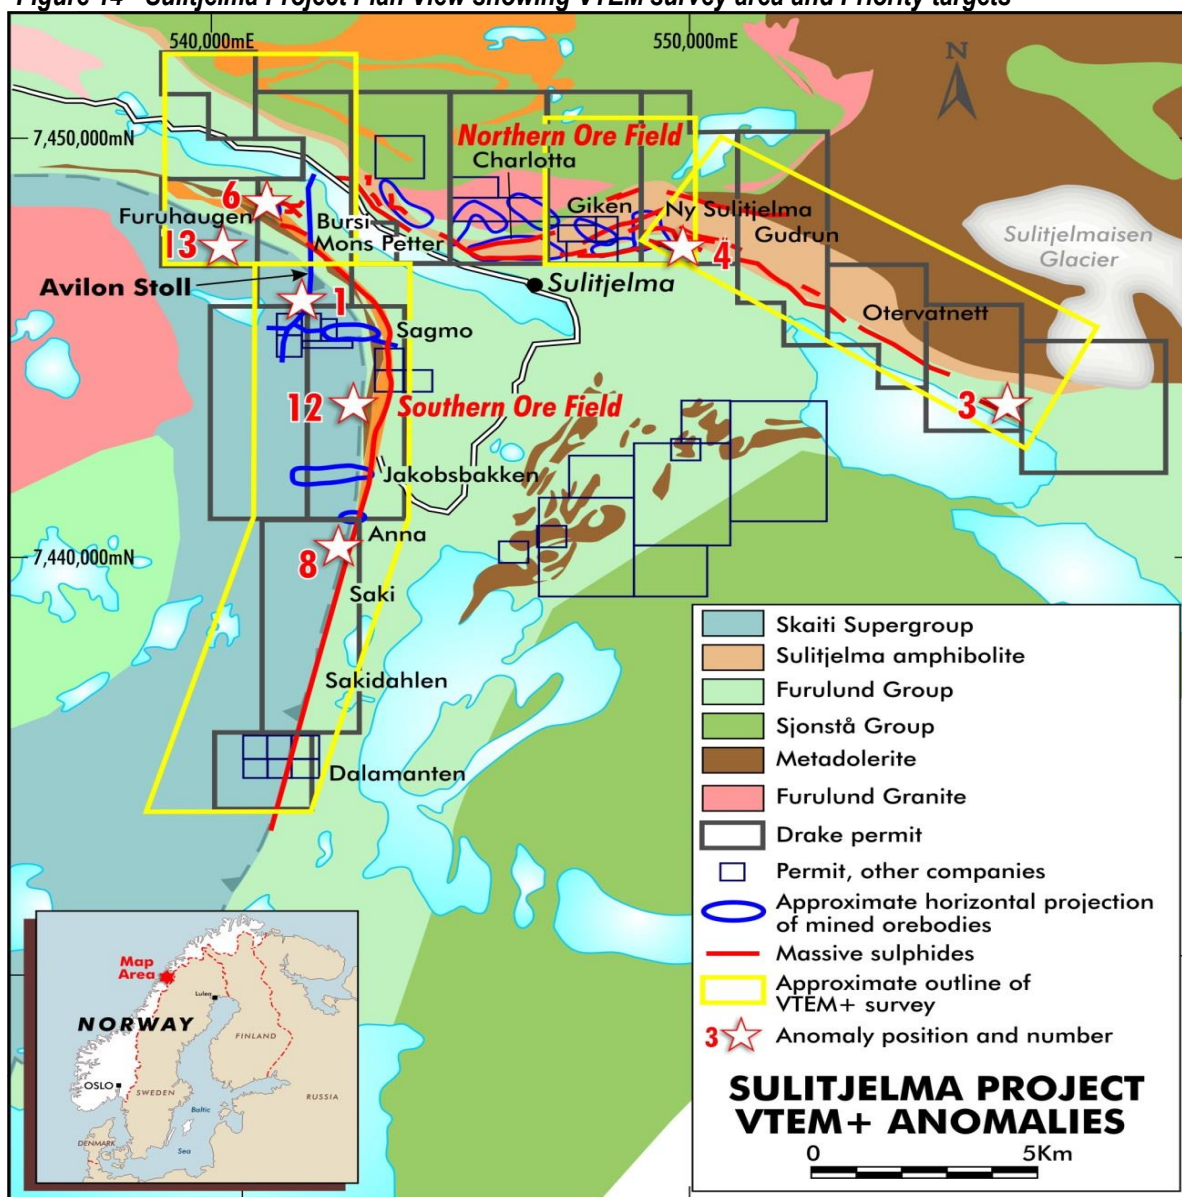 Figure 14 - Sulitjelma Project Plan View showing VTEM survey area and Priority targets
540,000mE
550,000mE
N
7,450,000mN
Northern Ore Field
Charlotta
6
Furuhaugen
Bursi
Giken
Ny Sulitjelma
Mons Petter
Gudrun
13
4
Sulitjelmaisen
Glacier
Avilon Stoll
1
Sulitjelma
Sagmo
Otervatnett
12
Southern Ore Field
3
Jakobsbakken
Anna
7,440,000mN
8
Saki
Sakidahlen
Dalamanten
Skaiti Supergroup
Sulitjelma amphibolite
Furulund Group
Sjonstå Group
Metadolerite
Furulund Granite
Drake permit
Permit, other companies
Approximate horizontal projection
of mined orebodies
Massive sulphides
Approximate outline of
VTEM+ survey
3 Anomaly position and number
SULITJELMA PROJECT
VTEM+ ANOMALIES
0 5Km
Map
Area
Lulea
NORWAY
FINLAND
OSLO
SWEDEN
RUSSIA
Baltic
Sea
DENMARK